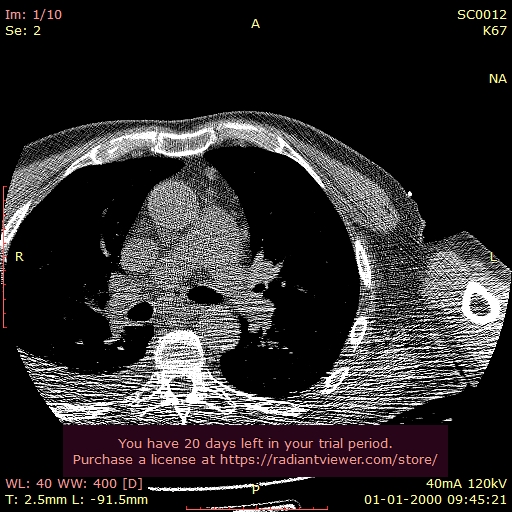 Im: 1/10
Se: 2
A
SC0012
K67
NA
R
L
You have 20 days left in your trial period.
Purchase a license at https://radiantviewer.com/store/
WL: 40 WW: 400 [D]
T: 2.5mm L: -91.5mm
P
40mA 120kV
01-01-2000 09:45:21